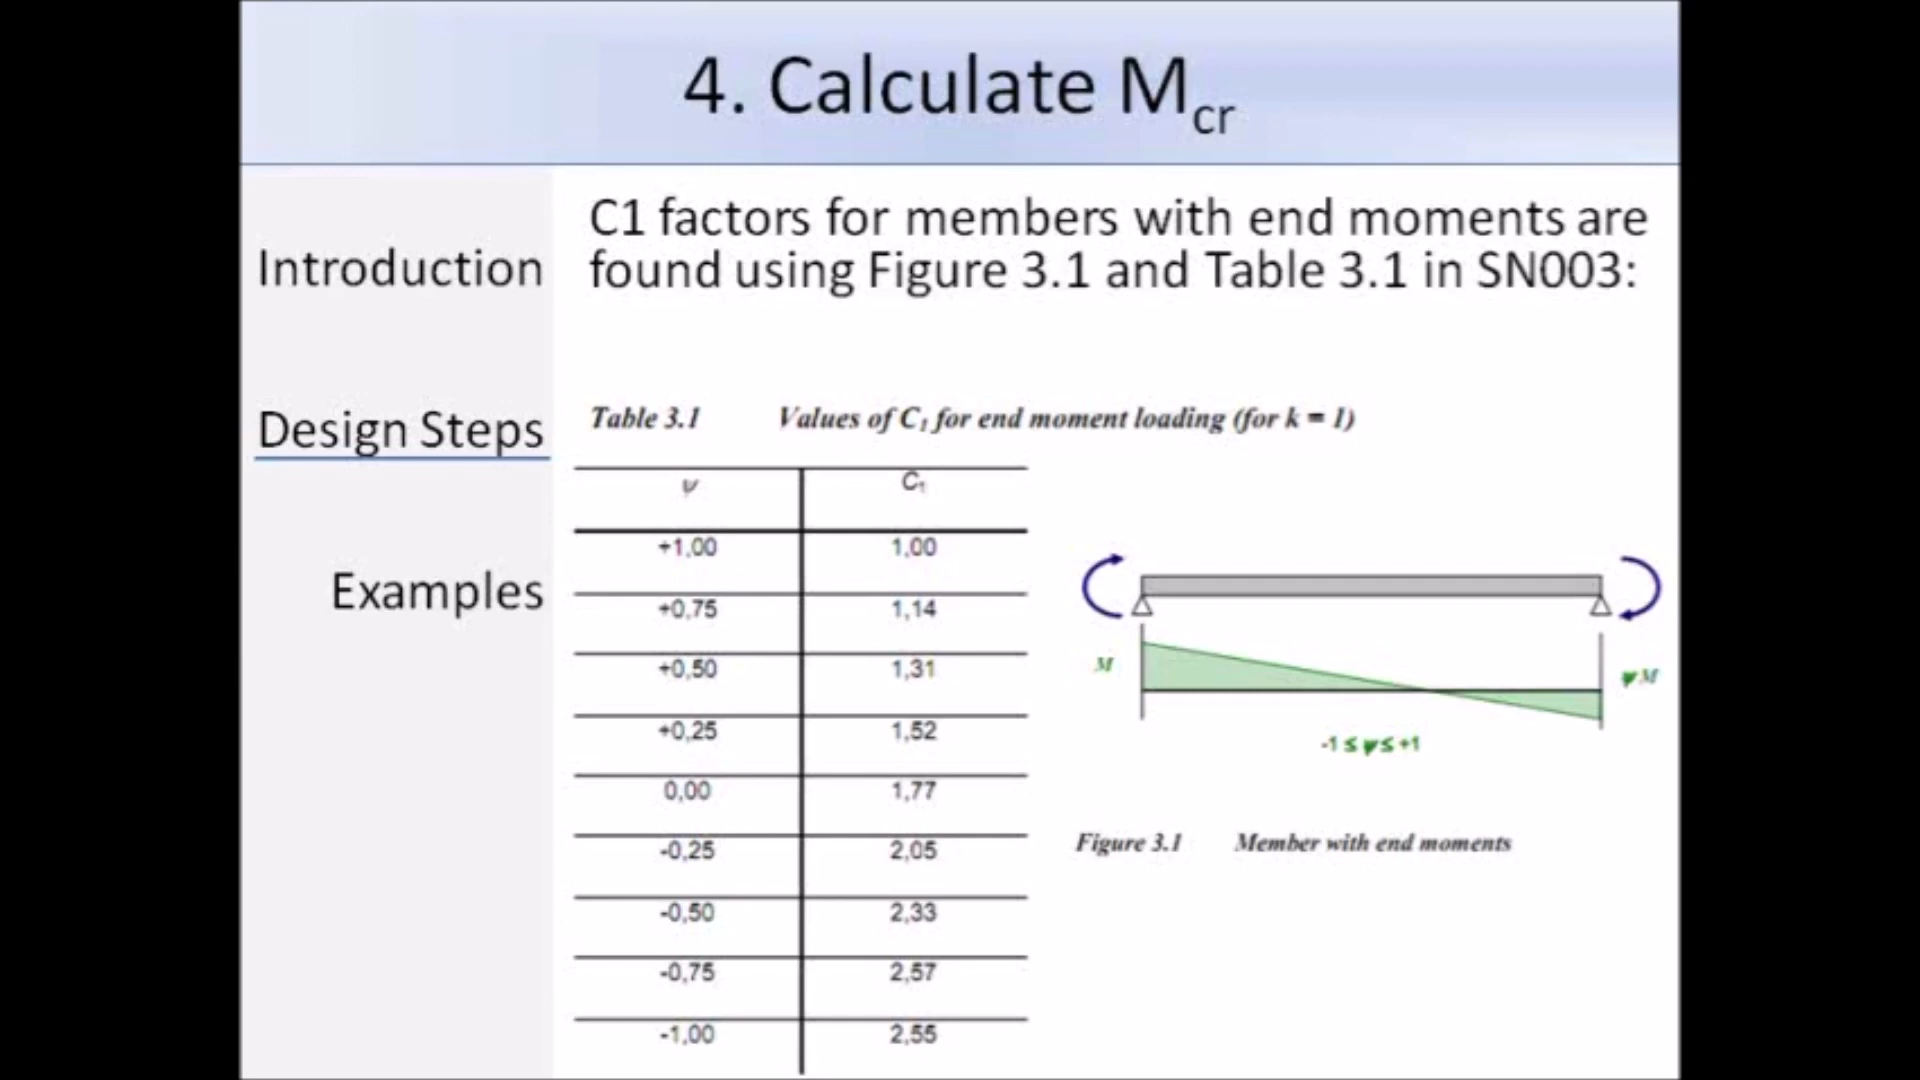 4. Calculate Mcr
Introduction
Design Steps
Examples
C1 factors for members with end moments are
found using Figure 3.1 and Table 3.1 in SN003:
Table 3.1 Values of C1 for end moment loading (for k = 1)
ψ C1
+1,00 1,00
+0,75 1,14
+0,50 1,31
+0,25 1,52
0,00 1,77
-0,25 2,05
-0,50 2,33
-0,75 2,57
-1,00 2,55
M
ψM
-1 ≤ ψ ≤ +1
Figure 3.1 Member with end moments